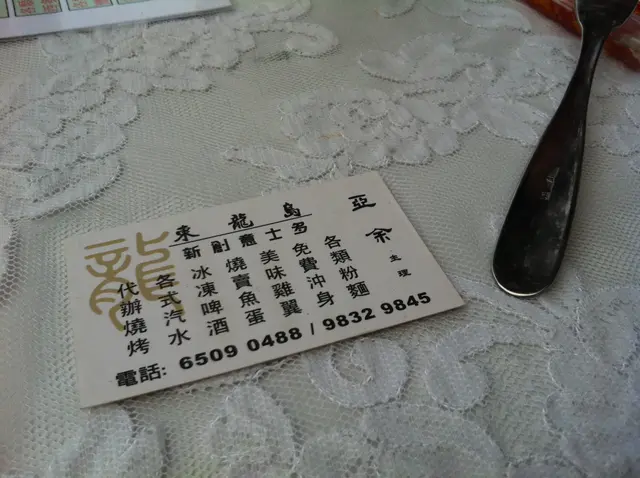 龍
東龍島
新創意士多
亞余 主理
各類粉麵
免費沖身
美味雞翼
燒賣魚蛋
冰凍啤酒
各式汽水
代辦燒烤
電話: 6509 0488 / 9832 9845